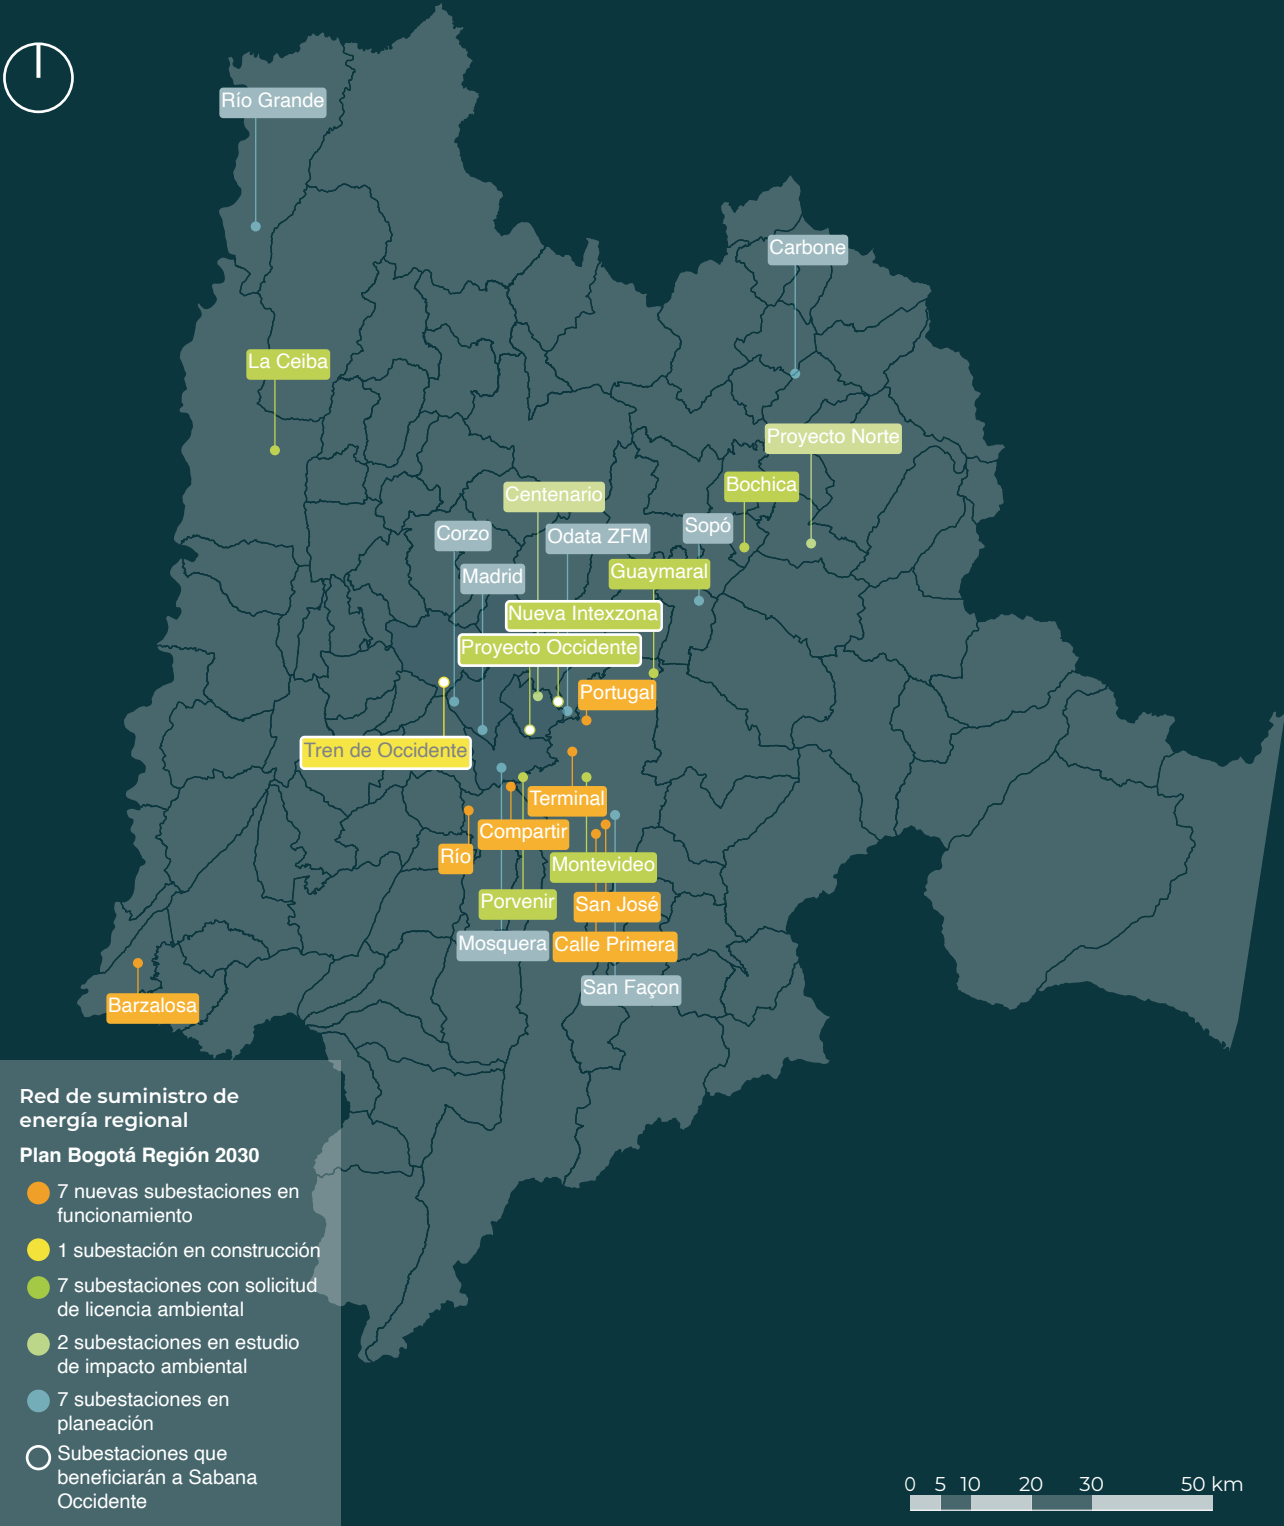 Río Grande
Carbone
La Ceiba
Proyecto Norte
Bochica
Centenario
Sopó
Corzo
Odata ZFM
Guaymaral
Madrid
Nueva Intexzona
Proyecto Occidente
Portugal
Tren de Occidente
Terminal
Compartir
Río
Montevideo
Porvenir
San José
Mosquera
Calle Primera
San Façon
Barzalosa
Red de suministro de
energía regional
Plan Bogotá Región 2030
7 nuevas subestaciones en
funcionamiento
1 subestación en construcción
7 subestaciones con solicitud
de licencia ambiental
2 subestaciones en estudio
de impacto ambiental
7 subestaciones en
planeación
Subestaciones que
beneficiarán a Sabana
Occidente
0 5 10 20 30 50 km